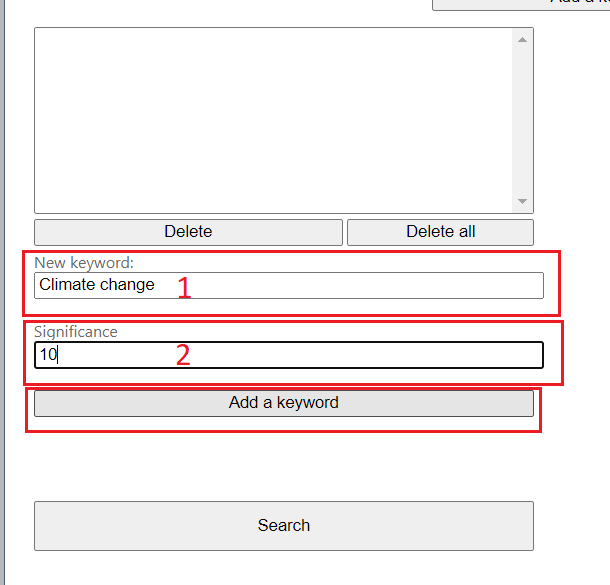 Delete Delete all
New keyword:
Climate change 1
Significance
10 2
Add a keyword
Search